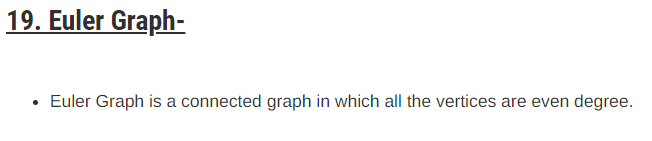 19. Euler Graph-
• Euler Graph is a connected graph in which all the vertices are even degree.